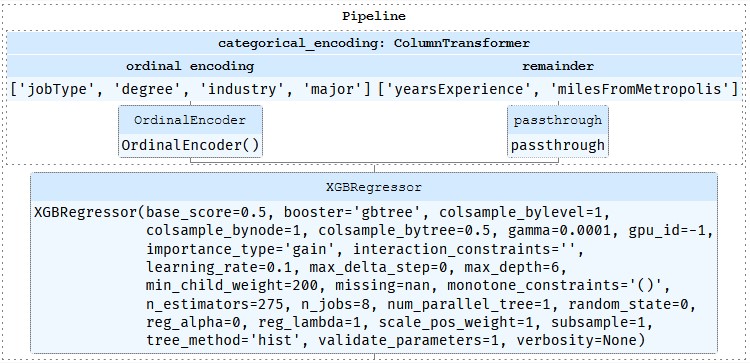 Pipeline
categorical_encoding: ColumnTransformer
ordinal encoding
remainder
['jobType', 'degree', 'industry', 'major']
['yearsExperience', 'milesFromMetropolis']
OrdinalEncoder
passthrough
OrdinalEncoder()
passthrough
XGBRegressor
XGBRegressor(base_score=0.5, booster='gbtree', colsample_bylevel=1,
colsample_bynode=1, colsample_bytree=0.5, gamma=0.0001, gpu_id=-1,
importance_type='gain', interaction_constraints='',
learning_rate=0.1, max_delta_step=0, max_depth=6,
min_child_weight=200, missing=nan, monotone_constraints='()',
n_estimators=275, n_jobs=8, num_parallel_tree=1, random_state=0,
reg_alpha=0, reg_lambda=1, scale_pos_weight=1, subsample=1,
tree_method='hist', validate_parameters=1, verbosity=None)